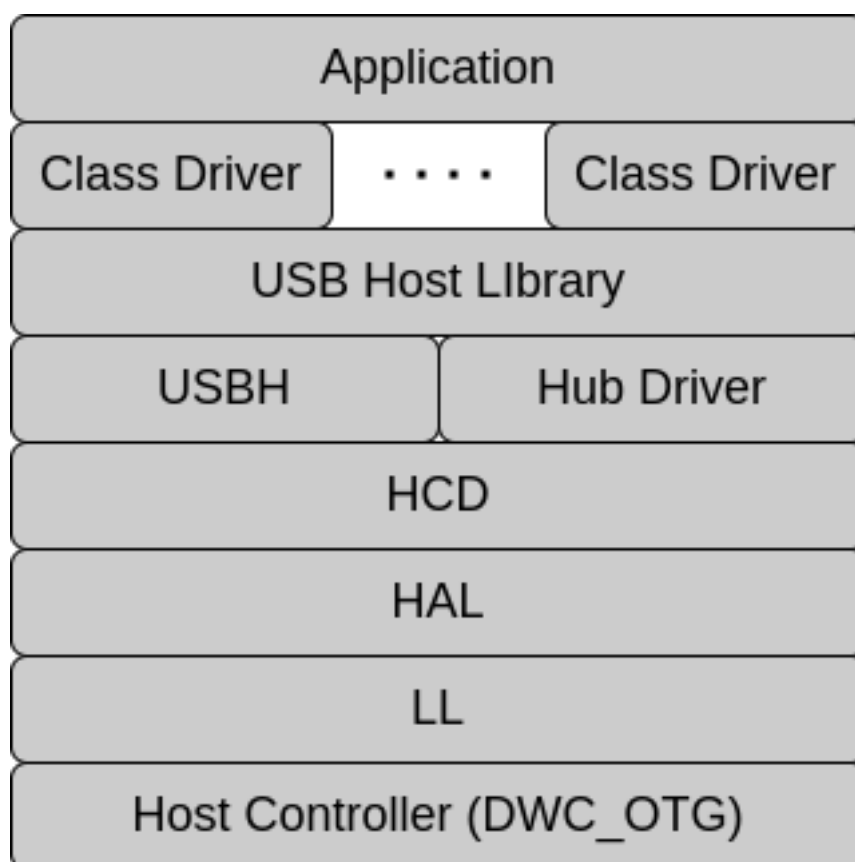 Application
Class Driver .... Class Driver
USB Host LIbrary
USBH Hub Driver
HCD
HAL
LL
Host Controller (DWC_OTG)